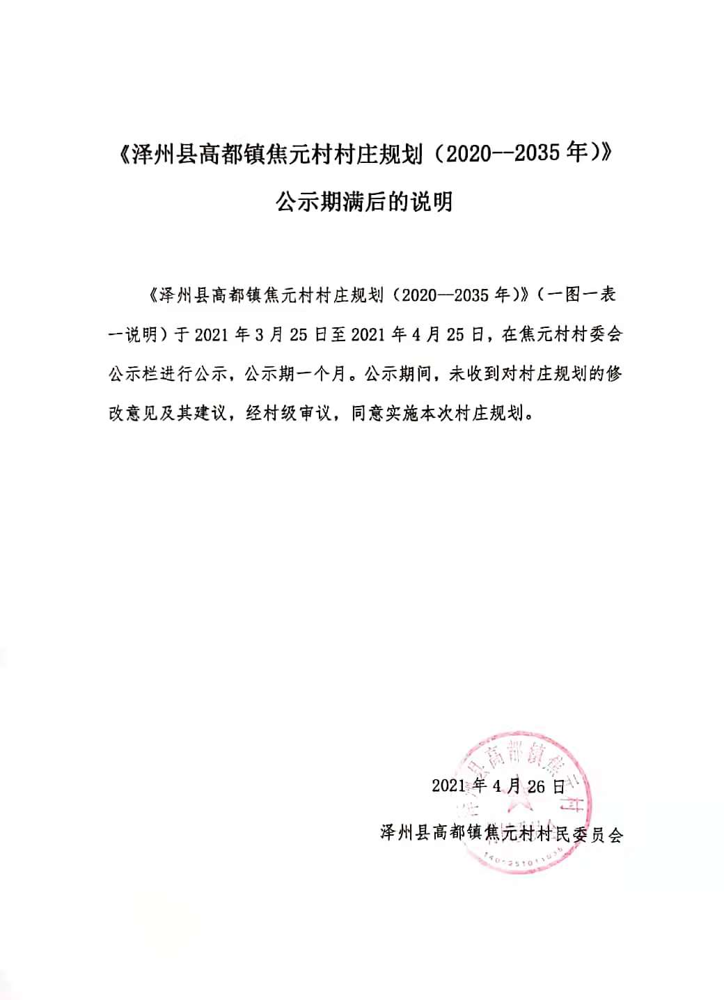 《泽州县高都镇焦元村村庄规划（2020--2035 年）》
公示期满后的说明
《泽州县高都镇焦元村村庄规划（2020—2035 年）》（一图一表
一说明）于 2021 年 3 月 25 日至 2021 年 4 月 25 日，在焦元村村委会
公示栏进行公示，公示期一个月。公示期间，未收到对村庄规划的修
改意见及其建议，经村级审议，同意实施本次村庄规划。
2021 年 4 月 26 日
泽州县高都镇焦元村村民委员会
泽州县高都镇焦元村